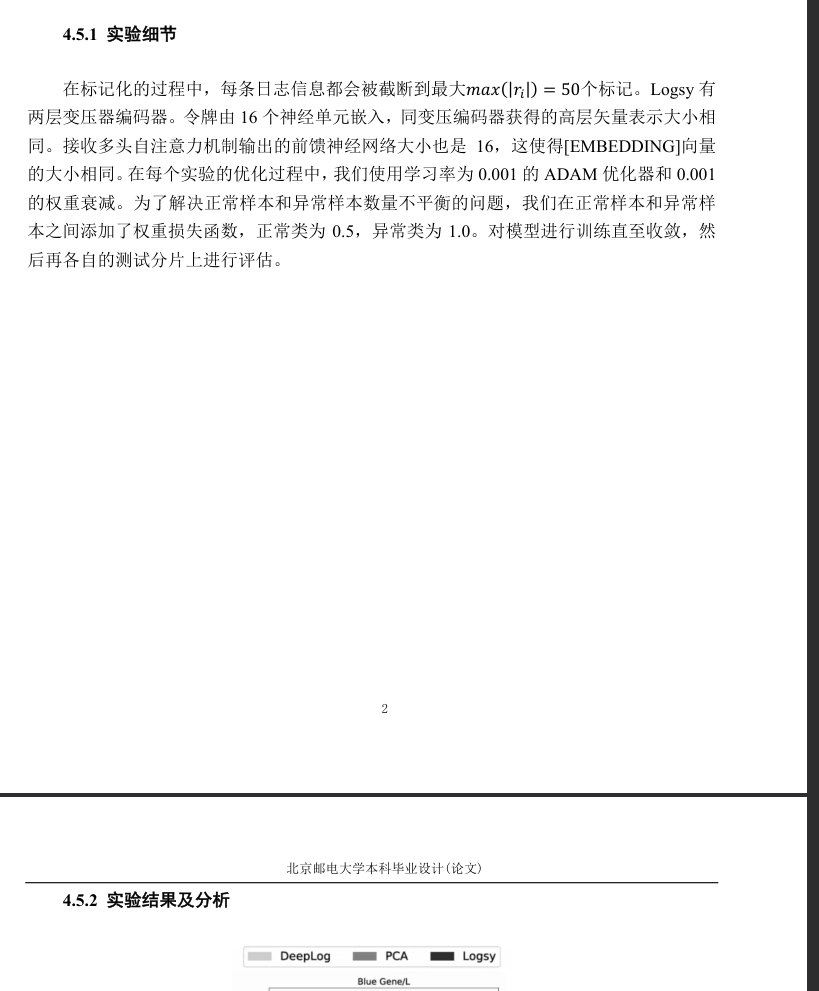 4.5.1 实验细节
在标记化的过程中，每条日志信息都会被截断到最大max(|rᵢ|) = 50个标记。Logsy 有
两层变压器编码器。令牌由 16 个神经单元嵌入，同变压编码器获得的高层矢量表示大小相
同。接收多头自注意力机制输出的前馈神经网络大小也是 16，这使得[EMBEDDING]向量
的大小相同。在每个实验的优化过程中，我们使用学习率为 0.001 的 ADAM 优化器和 0.001
的权重衰减。为了解决正常样本和异常样本数量不平衡的问题，我们在正常样本和异常样
本之间添加了权重损失函数，正常类为 0.5，异常类为 1.0。对模型进行训练直至收敛，然
后再各自的测试分片上进行评估。
2
北京邮电大学本科毕业设计(论文)
4.5.2 实验结果及分析
DeepLog PCA Logsy
Blue Gene/L